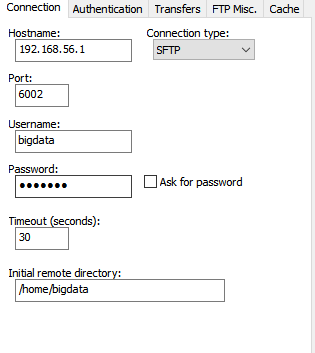 Connection Authentication Transfers FTP Misc. Cache
Hostname: Connection type:
192.168.56.1 SFTP
Port:
6002
Username:
bigdata
Password:
●●●●●●●
Ask for password
Timeout (seconds):
30
Initial remote directory:
/home/bigdata